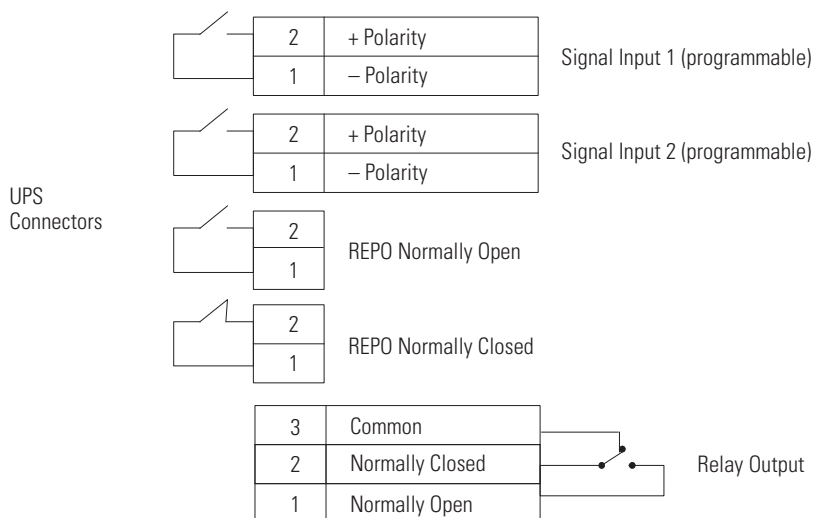 2 + Polarity
1 – Polarity
Signal Input 1 (programmable)
2 + Polarity
1 – Polarity
Signal Input 2 (programmable)
UPS
Connectors
2
1
REPO Normally Open
2
1
REPO Normally Closed
3 Common
2 Normally Closed
1 Normally Open
Relay Output